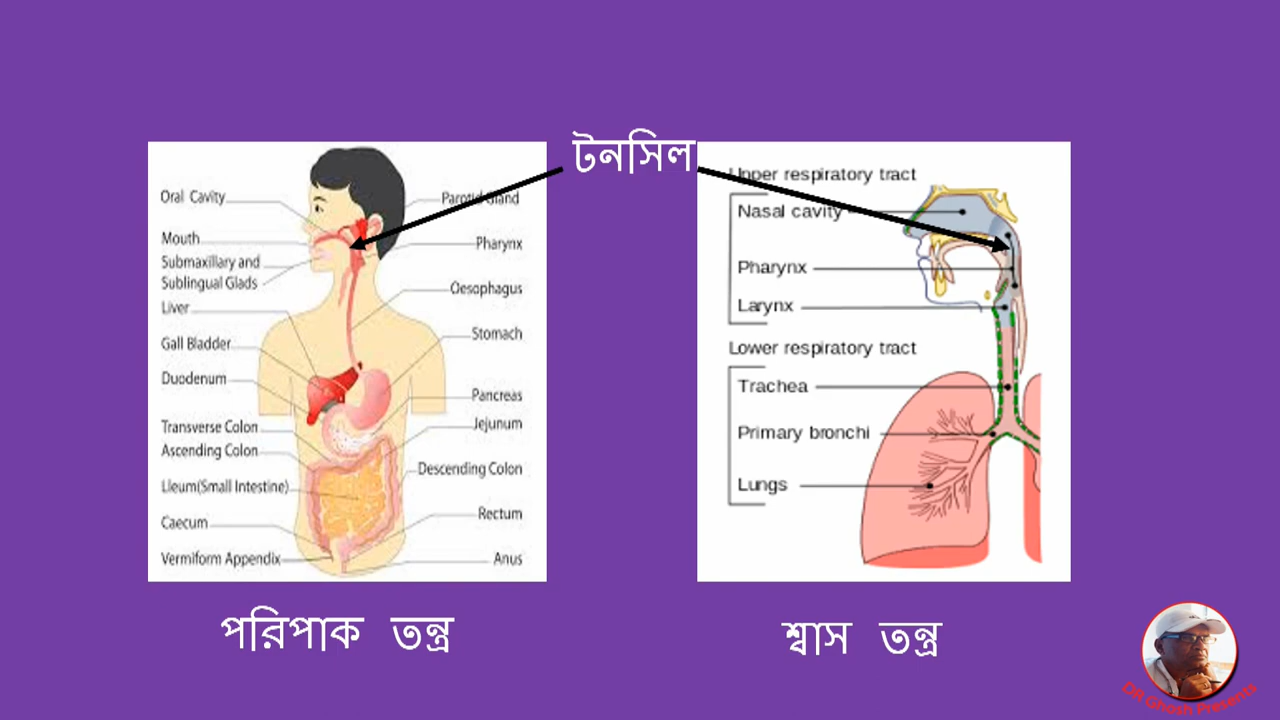 টনসিল
Oral Cavity
Mouth
Submaxillary and
Sublingual Glads
Liver
Gall Bladder
Duodenum
Transverse Colon
Ascending Colon
Lleum(Small Intestine)
Caecum
Vermiform Appendix
Parotid Gland
Pharynx
Oesophagus
Stomach
Pancreas
Jejunum
Descending Colon
Rectum
Anus
Upper respiratory tract
Nasal cavity
Pharynx
Larynx
Lower respiratory tract
Trachea
Primary bronchi
Lungs
পরিপাক তন্ত্র
শ্বাস তন্ত্র
DR Ghosh Presents